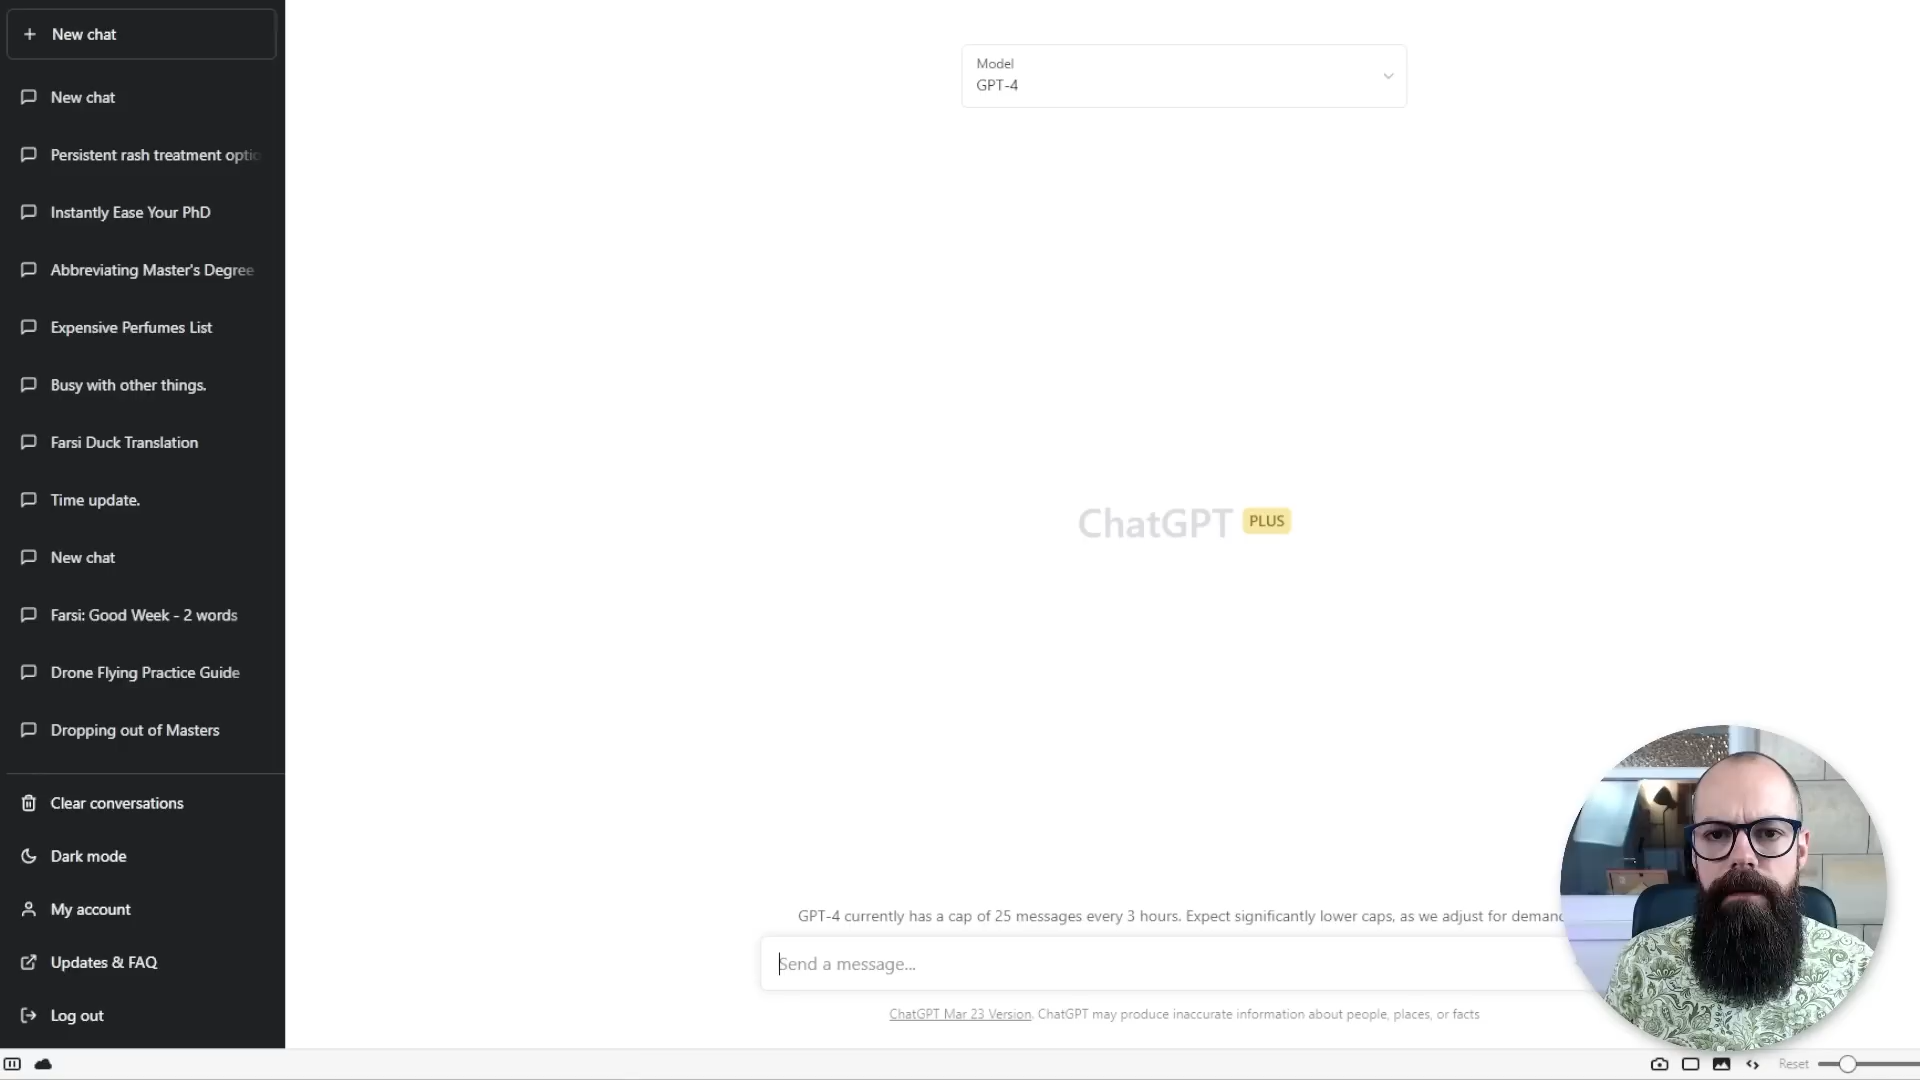 New chat
New chat
Persistent rash treatment optio
Instantly Ease Your PhD
Abbreviating Master's Degree
Expensive Perfumes List
Busy with other things.
Farsi Duck Translation
Time update.
New chat
Farsi: Good Week - 2 words
Drone Flying Practice Guide
Dropping out of Masters
Clear conversations
Dark mode
My account
Updates & FAQ
Log out
Model
GPT-4
ChatGPT PLUS
GPT-4 currently has a cap of 25 messages every 3 hours. Expect significantly lower caps, as we adjust for demand
Send a message...
ChatGPT Mar 23 Version. ChatGPT may produce inaccurate information about people, places, or facts
Reset